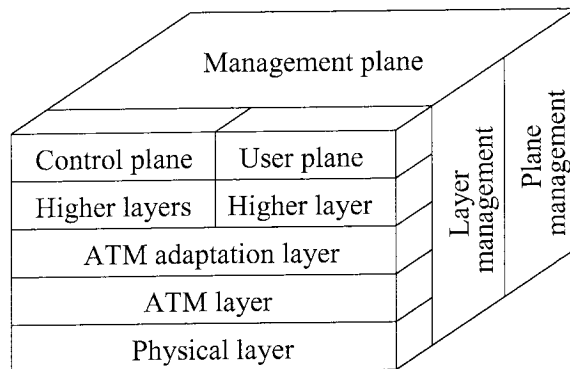 Management plane
Control plane
User plane
Higher layers
Higher layer
ATM adaptation layer
ATM layer
Physical layer
Layer
management
Plane
management